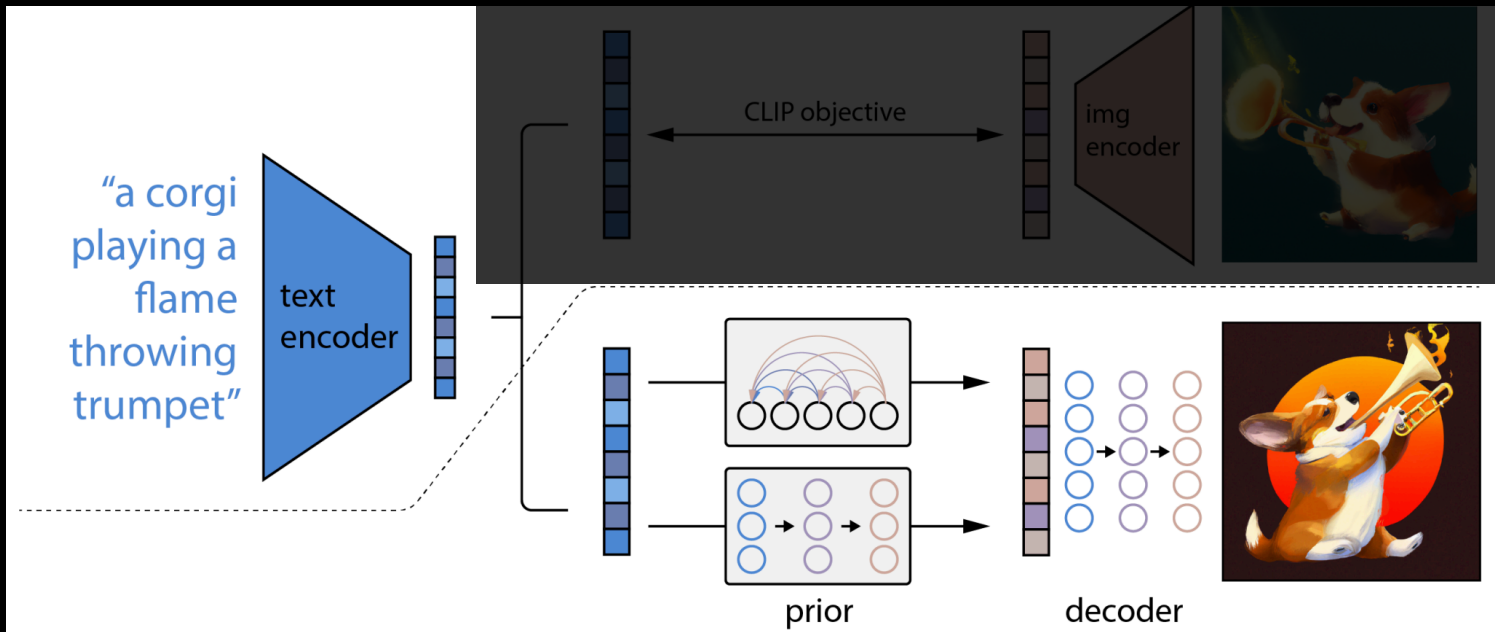 “a corgi
playing a
flame
throwing
trumpet”
text
encoder
CLIP objective
img
encoder
prior
decoder